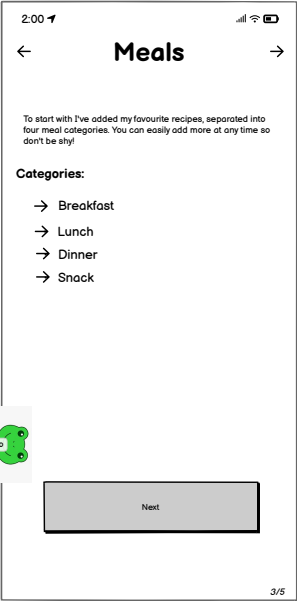 2:00
Meals
To start with I've added my favourite recipes, separated into
four meal categories. You can easily add more at any time so
don't be shy!
Categories:
Breakfast
Lunch
Dinner
Snack
Next
3/5